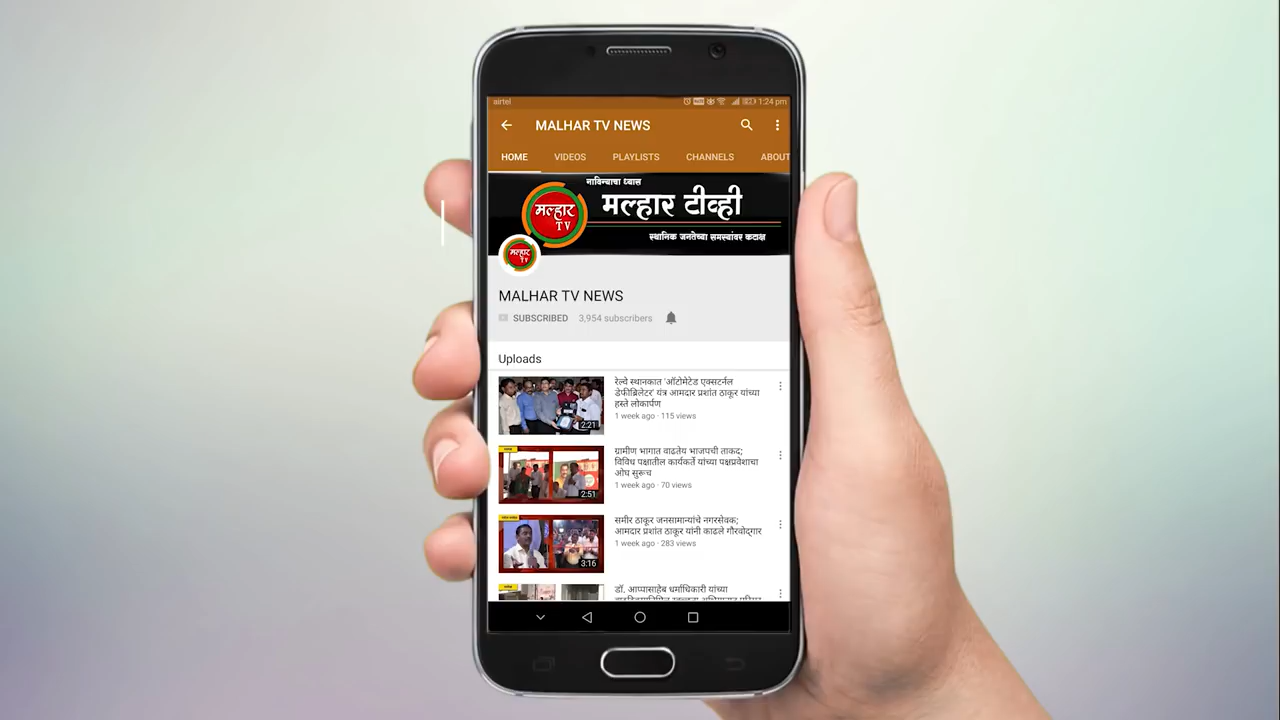 airtel 1:24 pm
MALHAR TV NEWS
HOME VIDEOS PLAYLISTS CHANNELS ABOUT
नाविन्याचा ध्यास
मल्हार टीव्ही
स्थानिक जनतेच्या समस्यांवर कटाक्ष
मल्हार
TV
मल्हार
TV
MALHAR TV NEWS
SUBSCRIBED 3,954 subscribers
Uploads
रेल्वे स्थानकात 'ऑटोमेटेड एक्सटर्नल
डेफीब्रिलेटर' यंत्र आमदार प्रशांत ठाकूर यांच्या
हस्ते लोकार्पण
1 week ago · 115 views
2:21
ग्रामीण भागात वाढतेय भाजपची ताकद;
विविध पक्षातील कार्यकर्ते यांच्या पक्षप्रवेशाचा
ओघ सुरूच
1 week ago · 70 views
2:51
समीर ठाकूर जनसामान्यांचे नगरसेवक;
आमदार प्रशांत ठाकूर यांनी काढले गौरवोद्गार
1 week ago · 283 views
3:16
डॉ. आप्पासाहेब धर्माधिकारी यांच्या